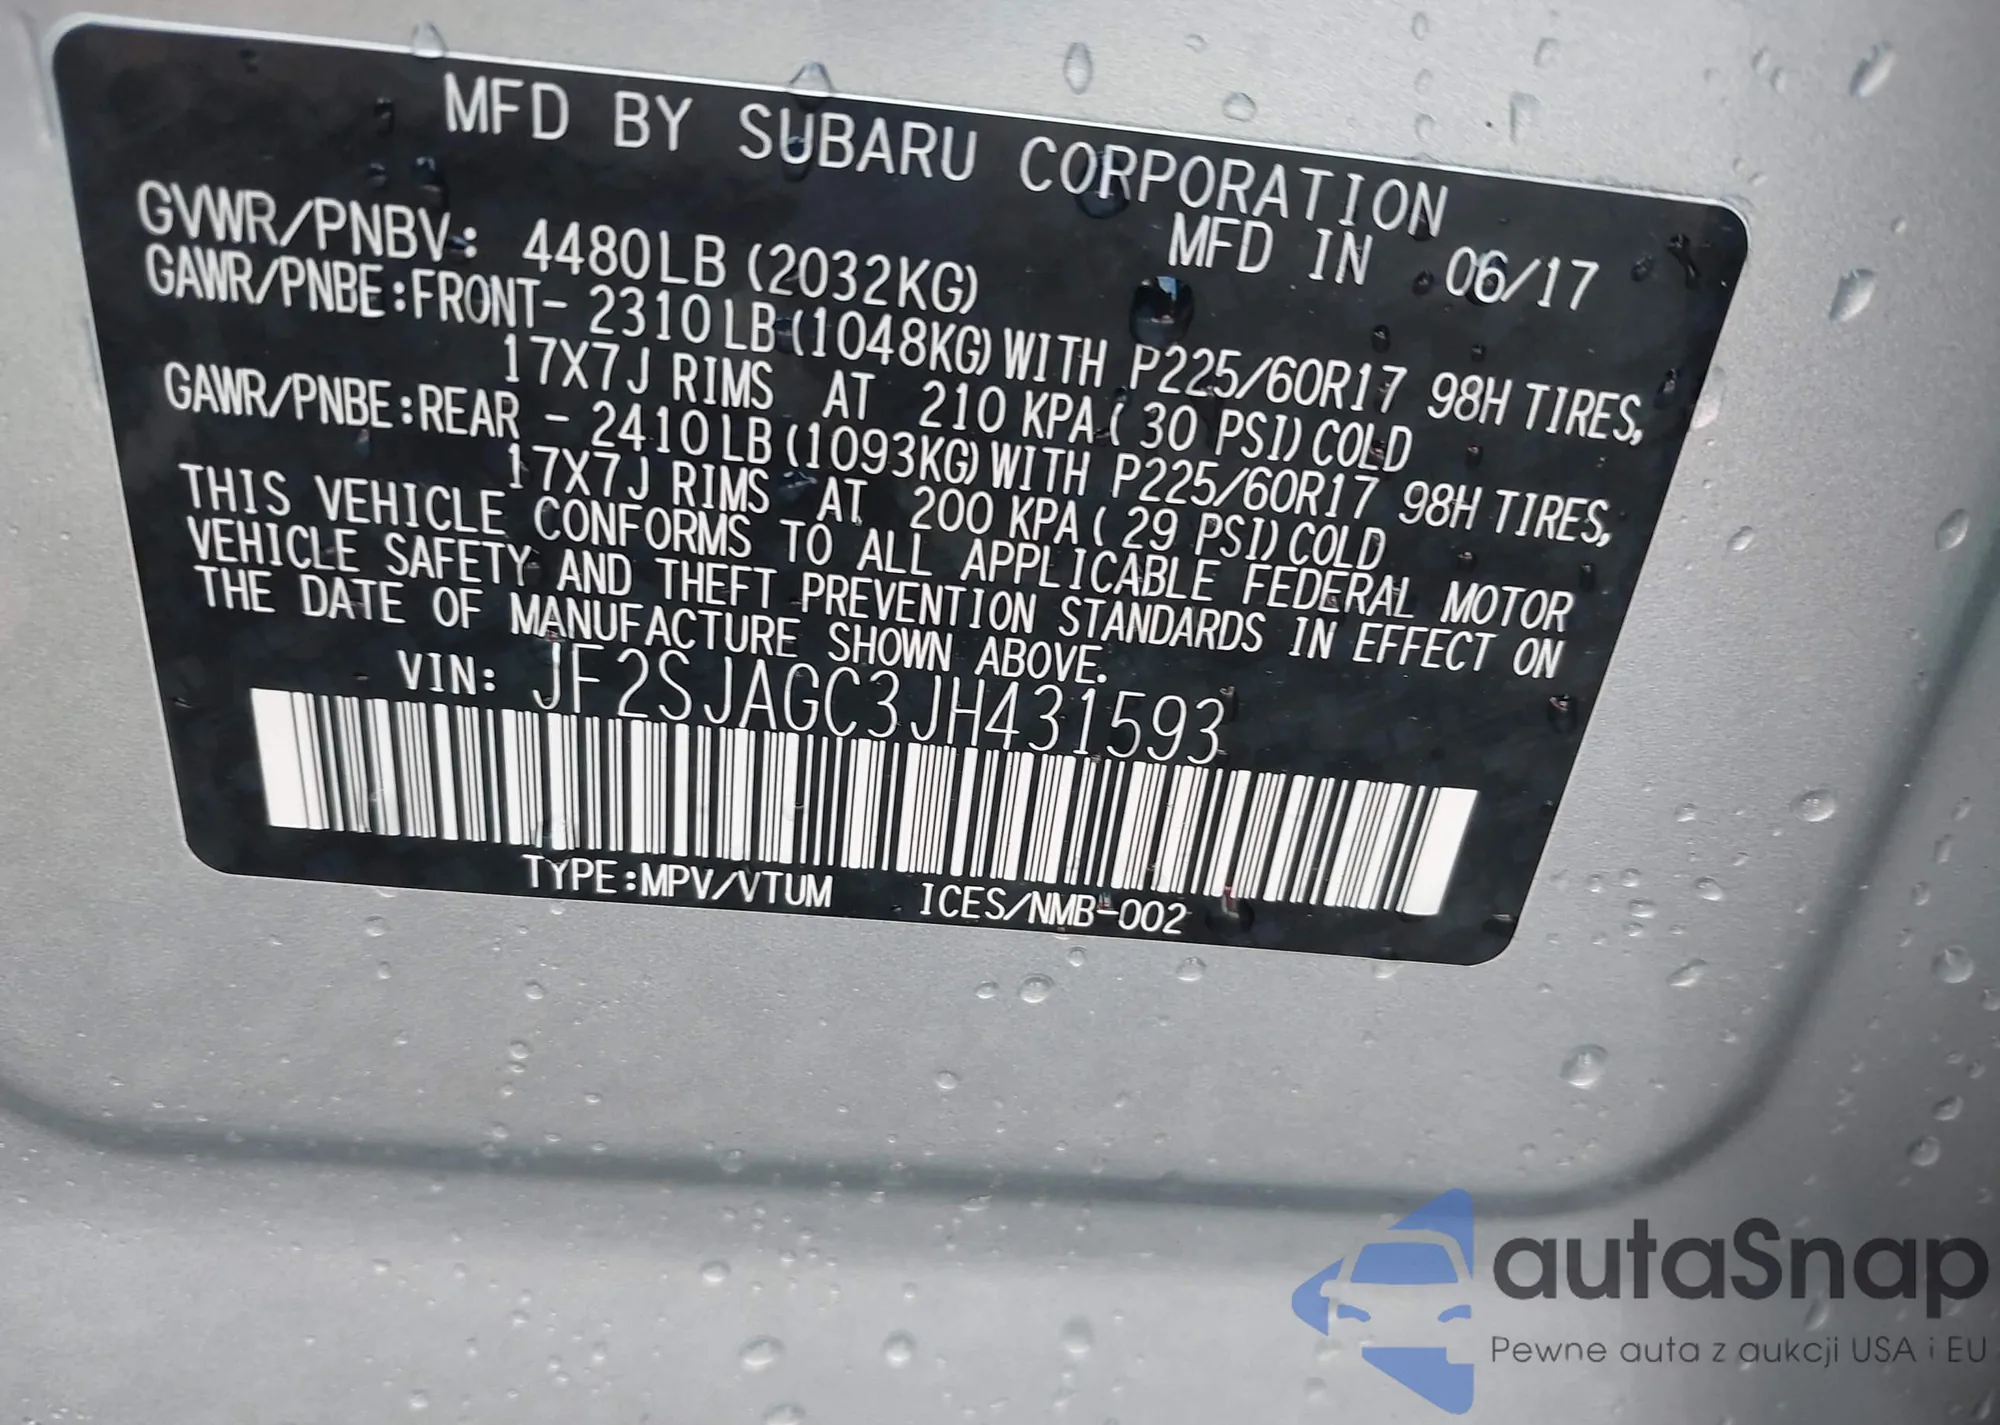 MFD BY SUBARU CORPORATION
MFD IN 06/17
GVWR/PNBV: 4480LB (2032KG)
GAWR/PNBE:FRONT- 2310LB(1048KG)WITH P225/60R17 98H TIRES,
17X7J RIMS AT 210 KPA( 30 PSI)COLD
GAWR/PNBE:REAR - 2410LB(1093KG)WITH P225/60R17 98H TIRES,
17X7J RIMS AT 200 KPA( 29 PSI)COLD
THIS VEHICLE CONFORMS TO ALL APPLICABLE FEDERAL MOTOR
VEHICLE SAFETY AND THEFT PREVENTION STANDARDS IN EFFECT ON
THE DATE OF MANUFACTURE SHOWN ABOVE.
VIN: JF2SJAGC3JH431593
TYPE:MPV/VTUM ICES/NMB-002
autaSnap
Pewne auta z aukcji USA i EU